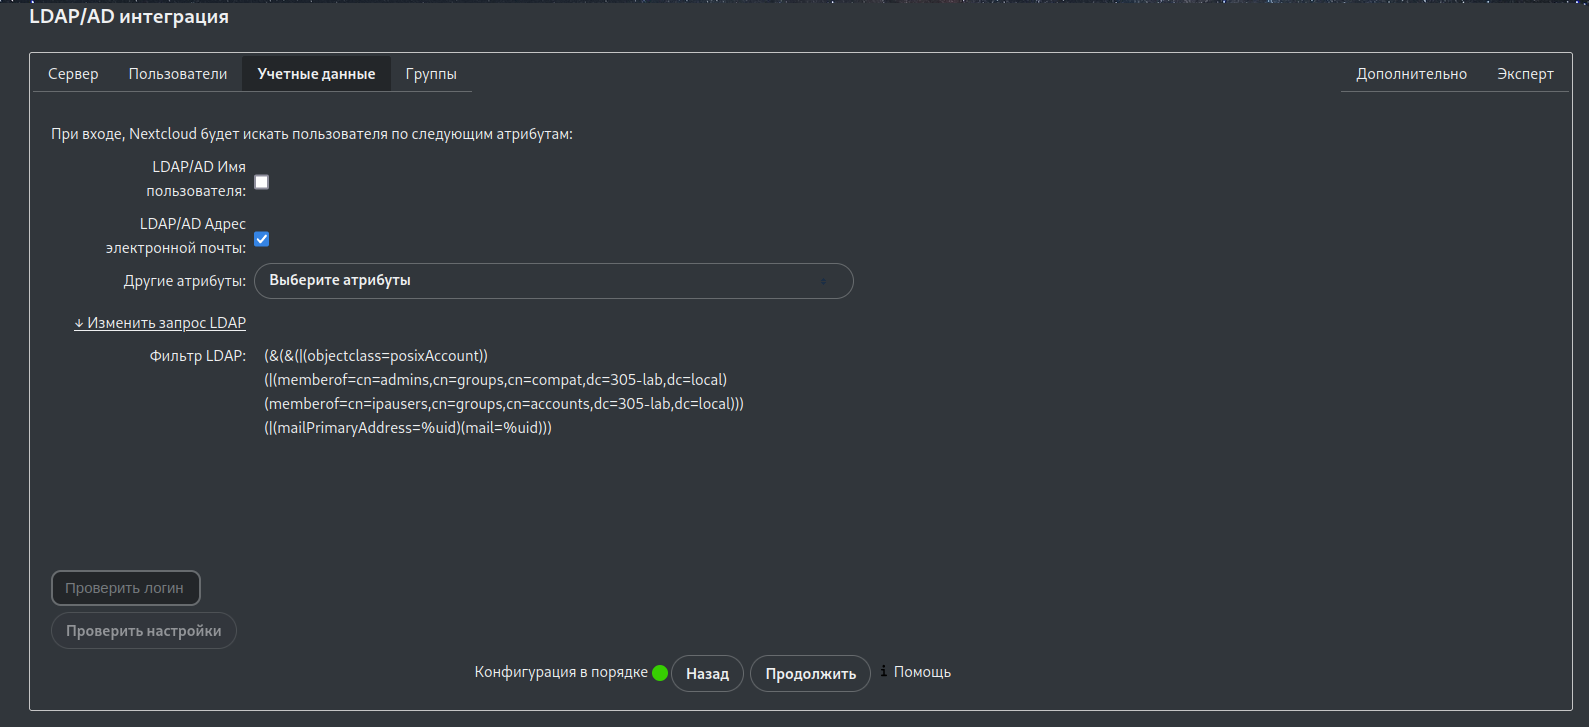 LDAP/AD интеграция
Сервер Пользователи Учетные данные Группы Дополнительно Эксперт
При входе, Nextcloud будет искать пользователя по следующим атрибутам:
LDAP/AD Имя
пользователя:
LDAP/AD Адрес
электронной почты:
Другие атрибуты: Выберите атрибуты
↓ Изменить запрос LDAP
Фильтр LDAP: (&(&(|(objectclass=posixAccount))
(|(memberof=cn=admins,cn=groups,cn=compat,dc=305-lab,dc=local)
(memberof=cn=ipausers,cn=groups,cn=accounts,dc=305-lab,dc=local)))
(|(mailPrimaryAddress=%uid)(mail=%uid)))
Проверить логин
Проверить настройки
Конфигурация в порядке Назад Продолжить i Помощь